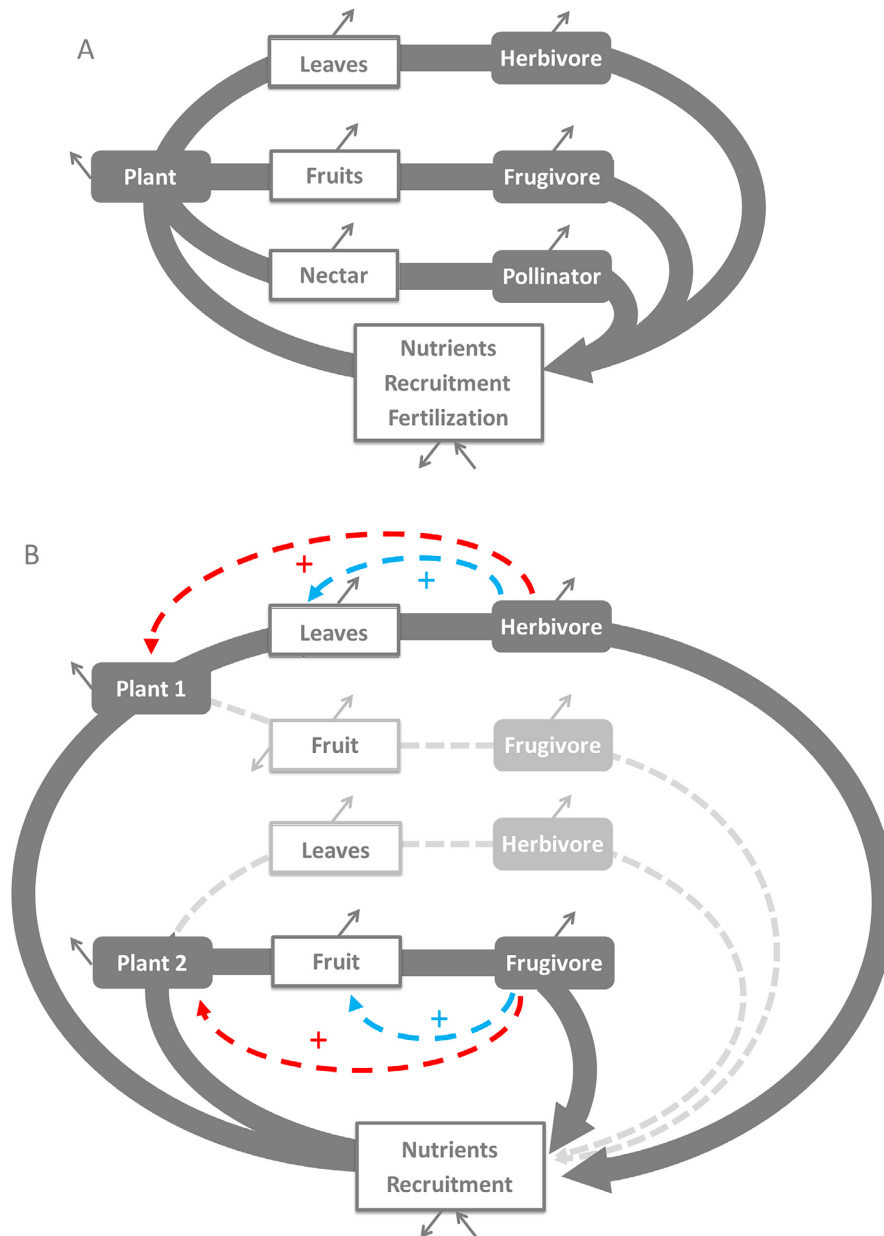 A
Leaves
Herbivore
Plant
Fruits
Frugivore
Nectar
Pollinator
Nutrients
Recruitment
Fertilization
B
+
+
Leaves
Herbivore
Plant 1
Fruit
Frugivore
Leaves
Herbivore
Plant 2
Fruit
Frugivore
+
+
Nutrients
Recruitment